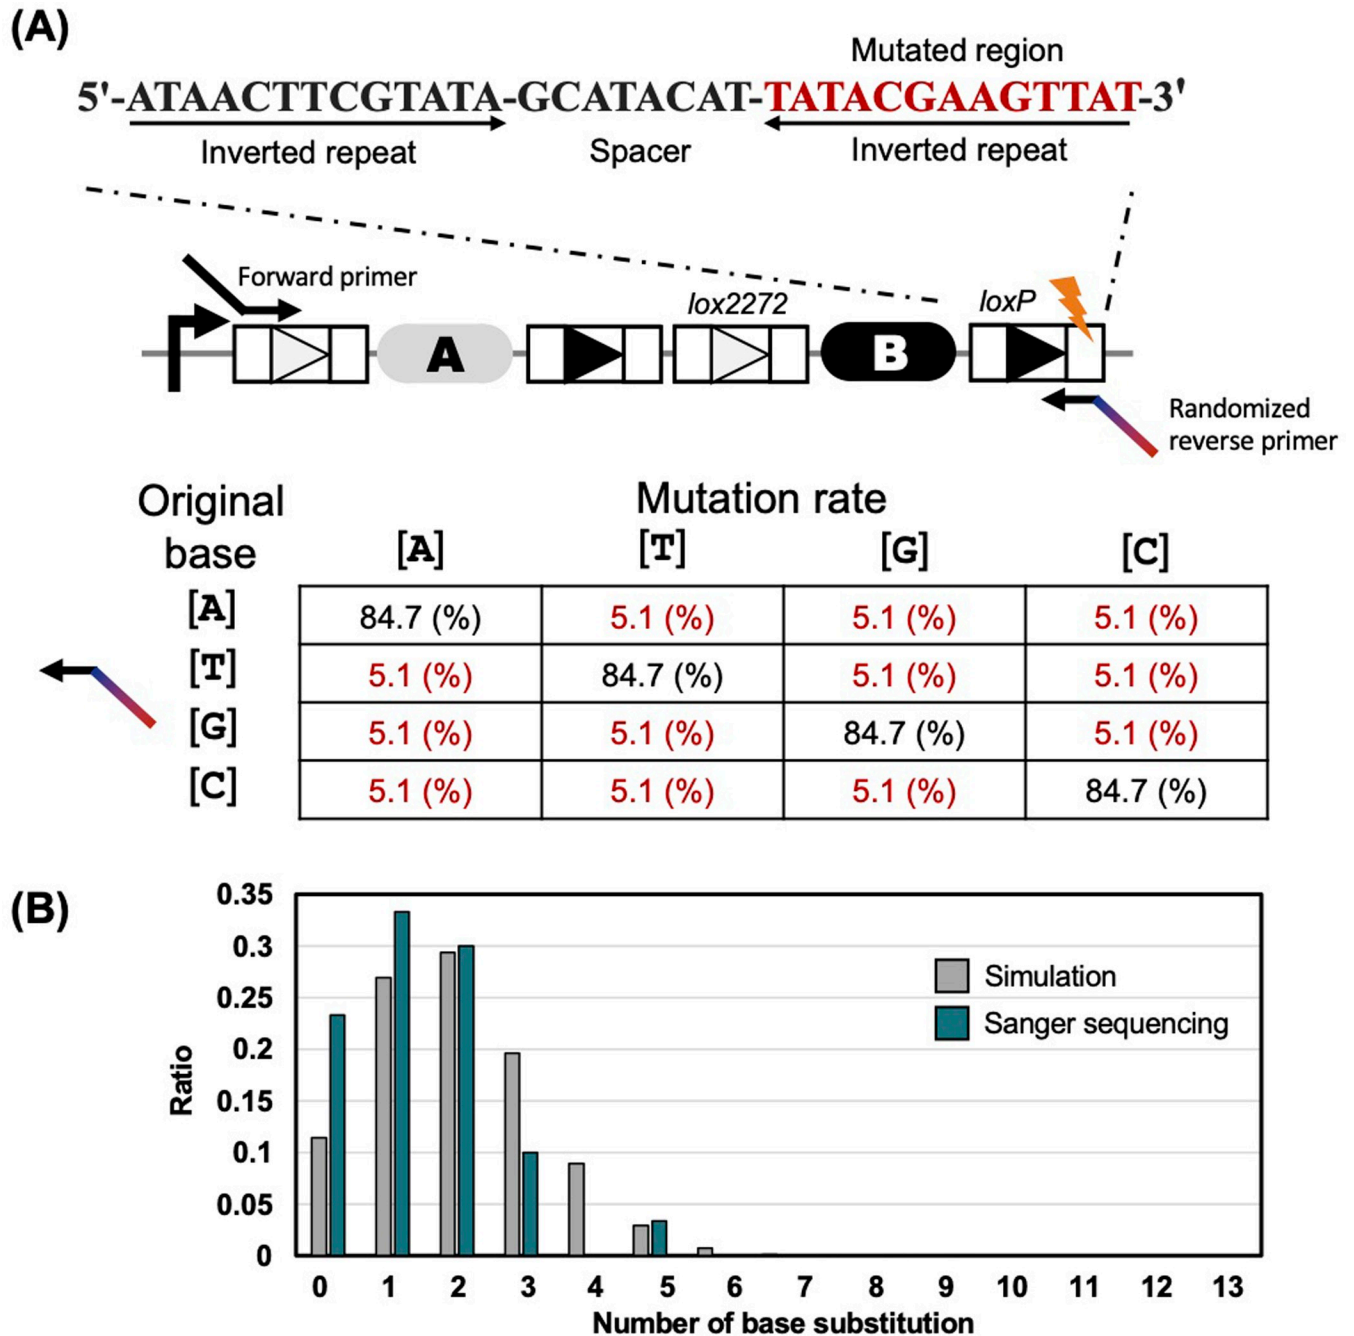 (A)
Mutated region
5'-ATAACTTCGTATA-GCATACAT-TATACGAAGTTAT-3'
Inverted repeat Spacer Inverted repeat
Forward primer
lox2272 loxP
A B
Randomized
reverse primer
Original
base
Mutation rate
[A] [T] [G] [C]
[A] 84.7 (%) 5.1 (%) 5.1 (%) 5.1 (%)
[T] 5.1 (%) 84.7 (%) 5.1 (%) 5.1 (%)
[G] 5.1 (%) 5.1 (%) 84.7 (%) 5.1 (%)
[C] 5.1 (%) 5.1 (%) 5.1 (%) 84.7 (%)
(B)
Ratio
0.35
0.3
0.25
0.2
0.15
0.1
0.05
0
Simulation
Sanger sequencing
0 1 2 3 4 5 6 7 8 9 10 11 12 13
Number of base substitution